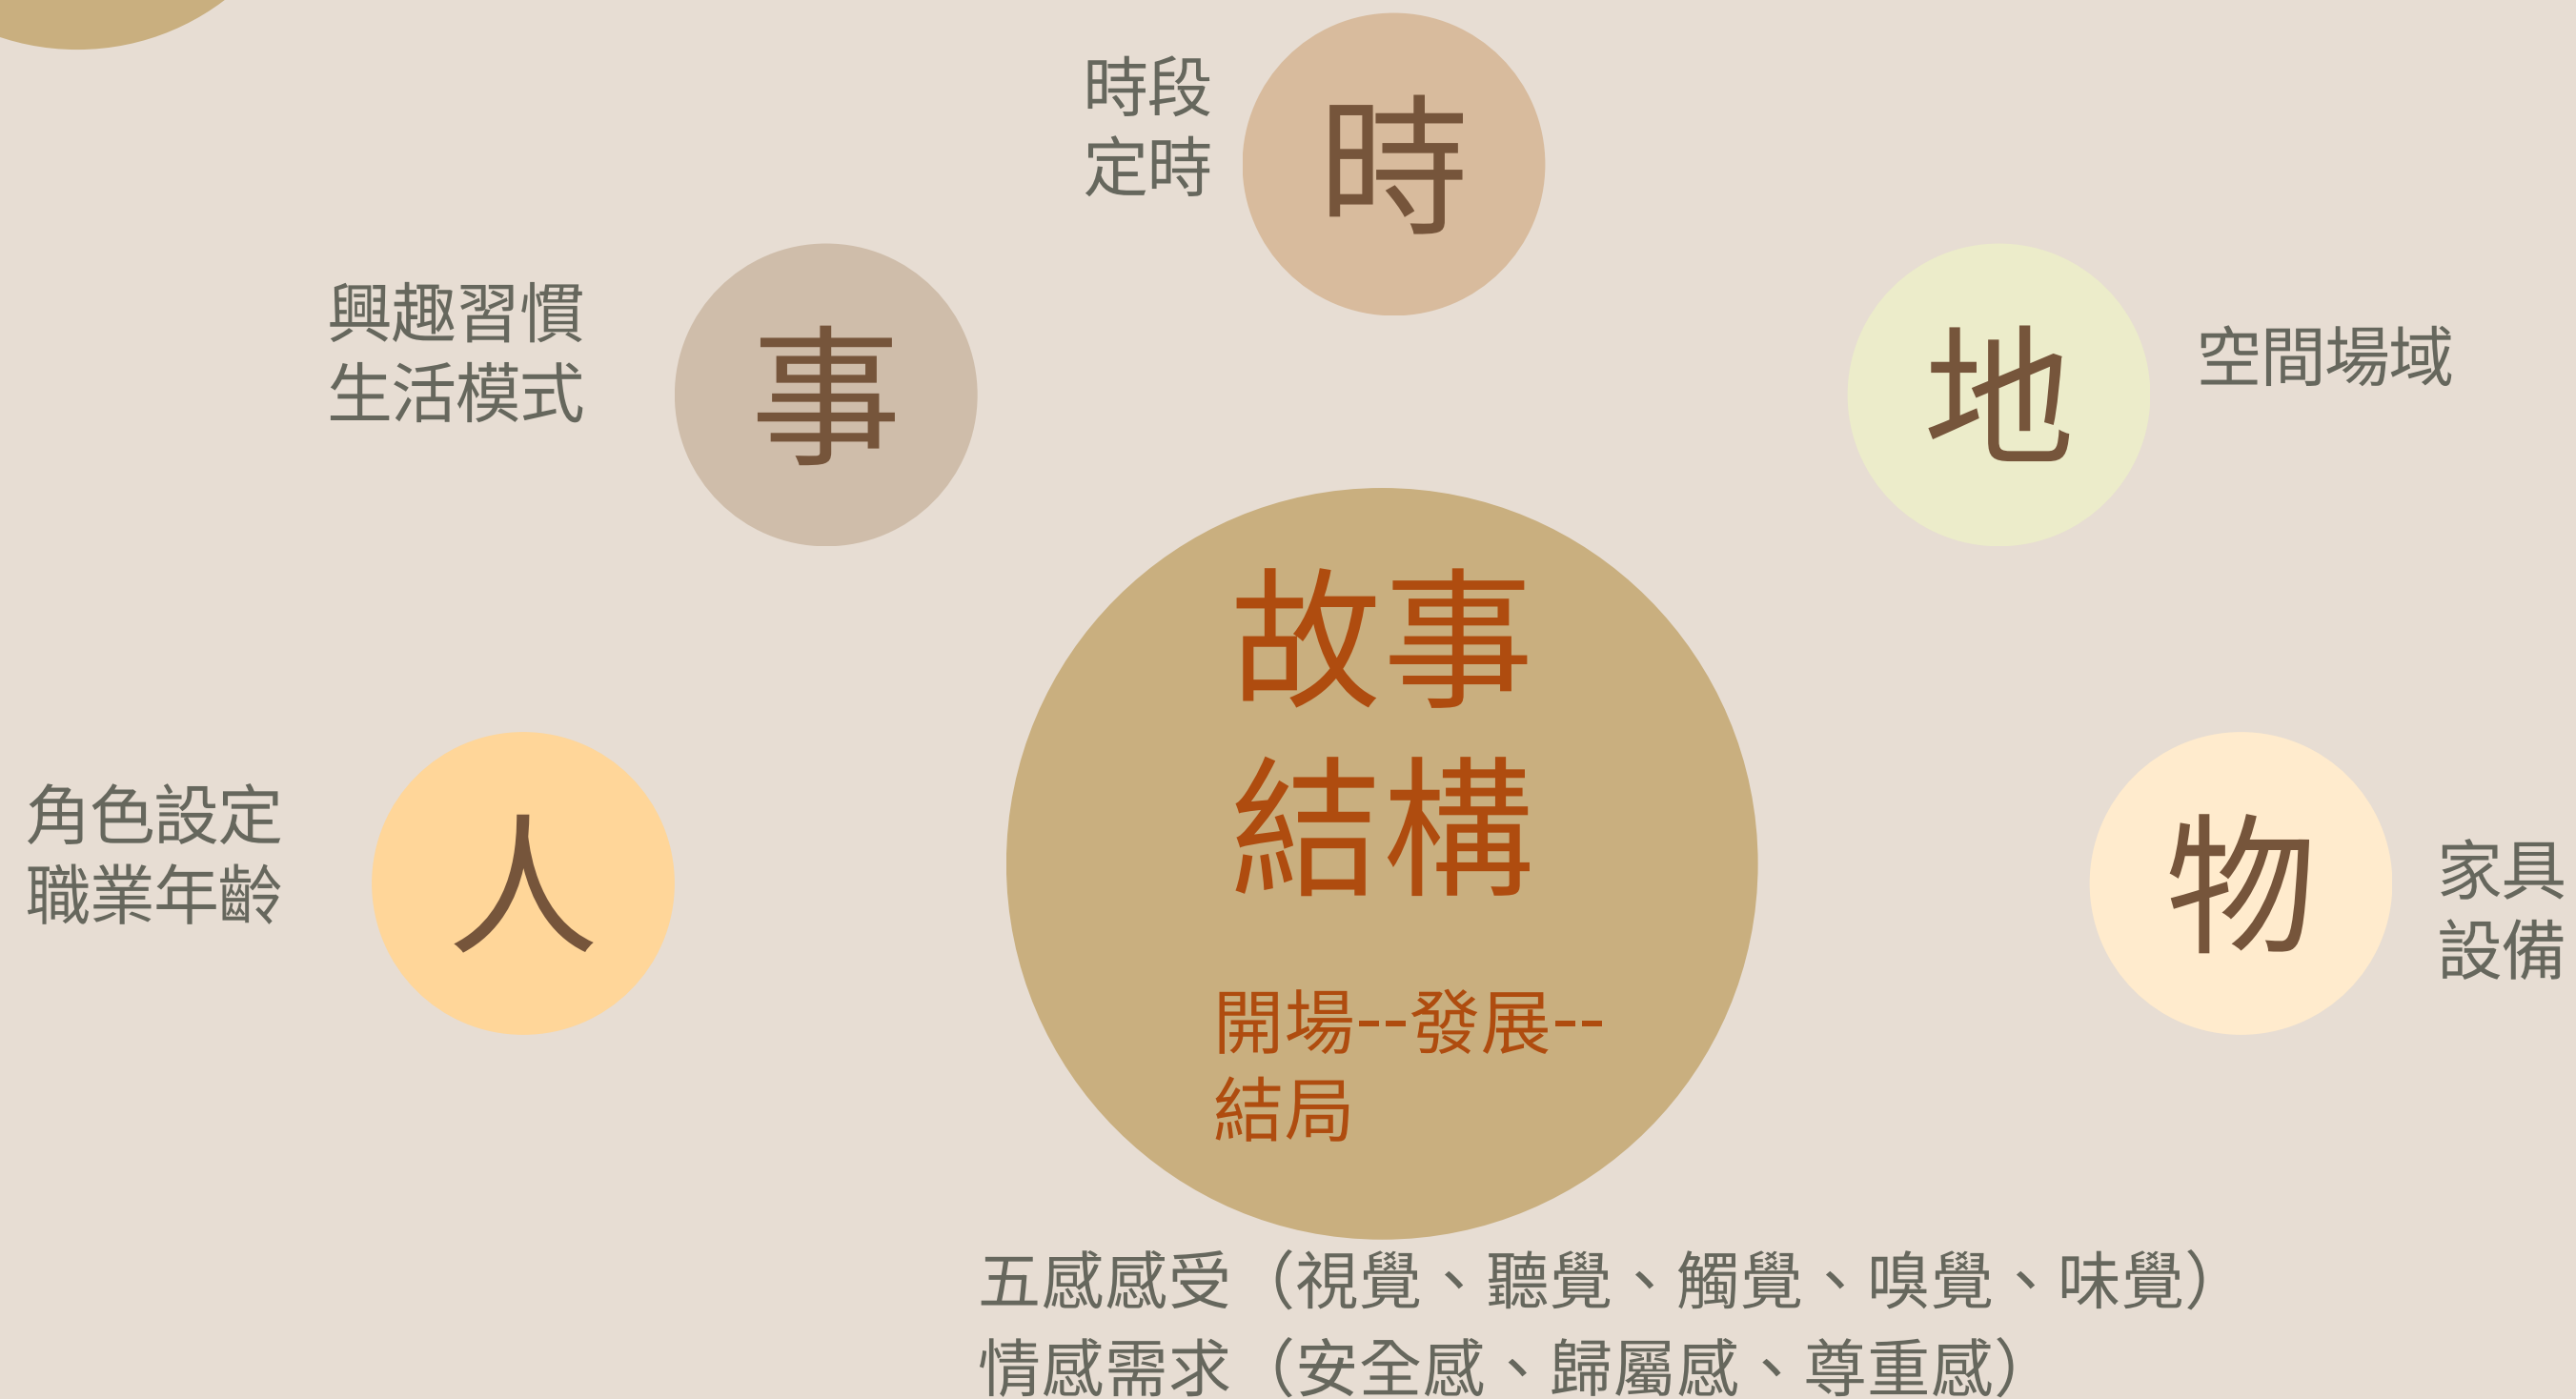 時段
定時
時
興趣習慣
生活模式
事
地
空間場域
故事
結構
開場--發展--
結局
角色設定
職業年齡
人
物
家具
設備
五感感受（視覺、聽覺、觸覺、嗅覺、味覺）
情感需求（安全感、歸屬感、尊重感）